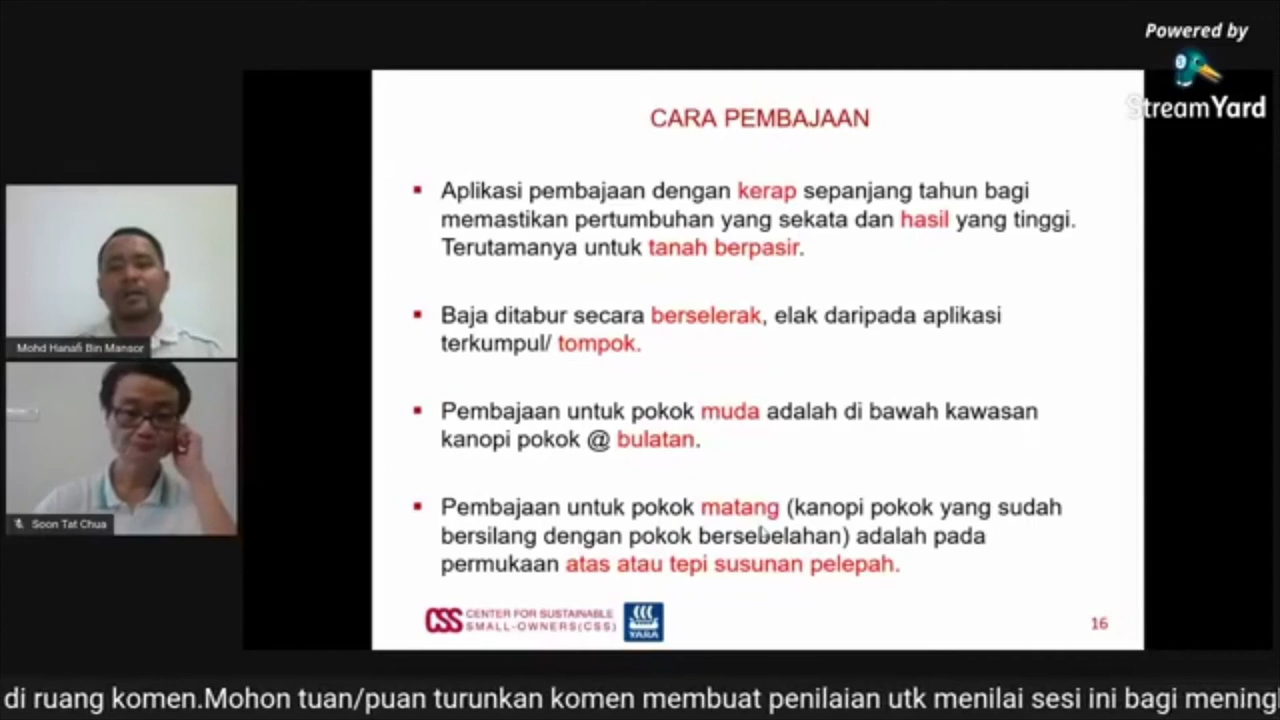 Powered by
StreamYard
CARA PEMBAJAAN
▪ Aplikasi pembajaan dengan kerap sepanjang tahun bagi
memastikan pertumbuhan yang sekata dan hasil yang tinggi.
Terutamanya untuk tanah berpasir.
▪ Baja ditabur secara berselerak, elak daripada aplikasi
terkumpul/ tompok.
▪ Pembajaan untuk pokok muda adalah di bawah kawasan
kanopi pokok @ bulatan.
▪ Pembajaan untuk pokok matang (kanopi pokok yang sudah
bersilang dengan pokok bersebelahan) adalah pada
permukaan atas atau tepi susunan pelepah.
Mohd Hanafi Bin Mansor
Soon Tat Chua
CSS CENTER FOR SUSTAINABLE
SMALL-OWNERS(CSS)
YARA
16
di ruang komen.Mohon tuan/puan turunkan komen membuat penilaian utk menilai sesi ini bagi mening